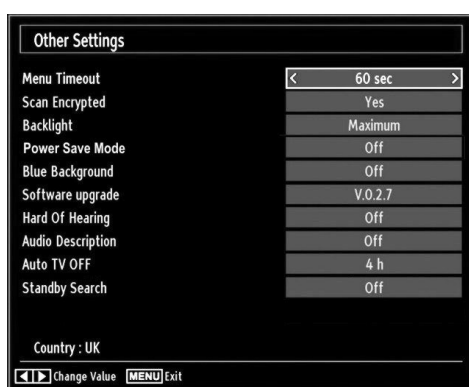 Other Settings
Menu Timeout < 60 sec >
Scan Encrypted Yes
Backlight Maximum
Power Save Mode Off
Blue Background Off
Software upgrade V.0.2.7
Hard Of Hearing Off
Audio Description Off
Auto TV OFF 4 h
Standby Search Off
Country : UK
Change Value MENU Exit